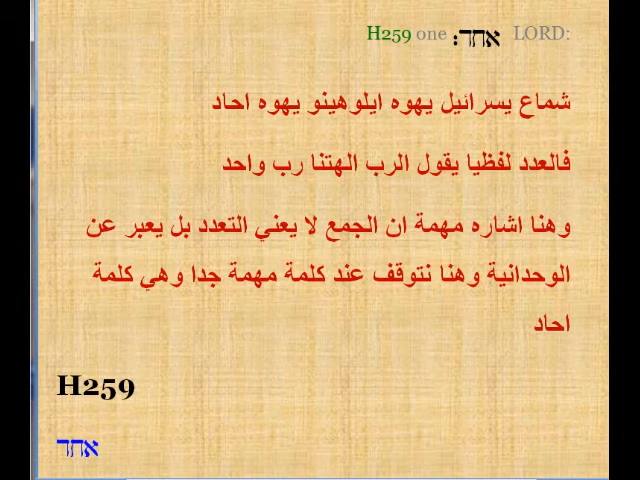 LORD: אחד: H259 one
شماع يسرائيل يهوه ايلوهينو يهوه احاد
فالعدد لفظيا يقول الرب الهتنا رب واحد
وهنا اشاره مهمة ان الجمع لا يعني التعدد بل يعبر عن
الوحدانية وهنا نتوقف عند كلمة مهمة جدا وهي كلمة
احاد
H259
אחד